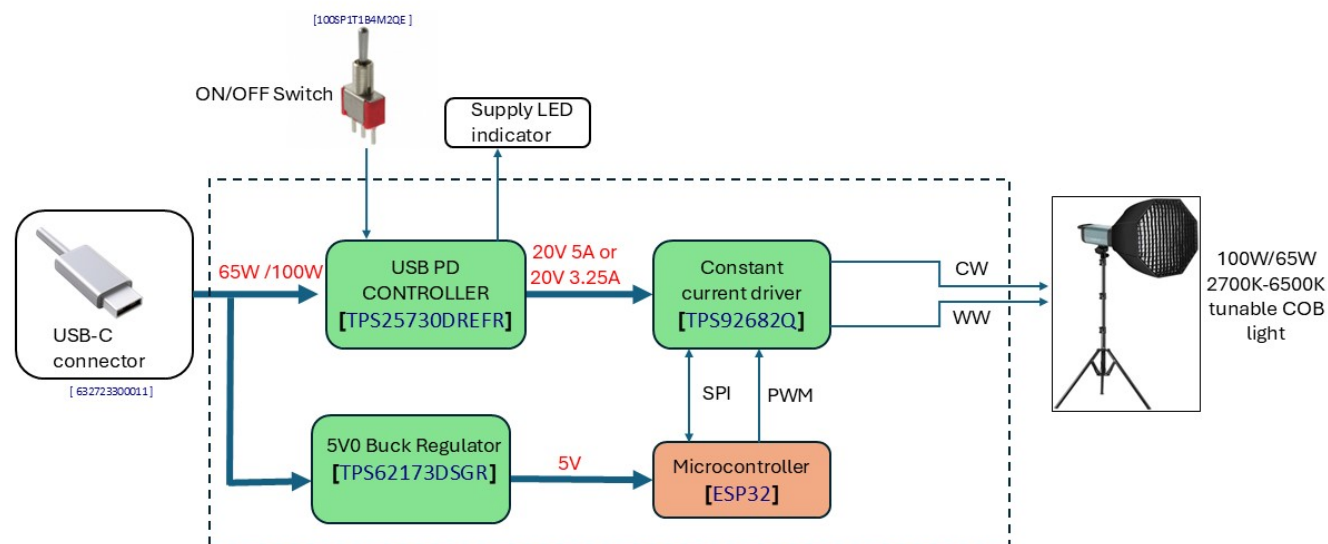 [100SP1T1B4M2QE ]
ON/OFF Switch
Supply LED
indicator
USB-C
connector
[ 632723300011]
65W /100W
USB PD
CONTROLLER
[TPS25730DREFR]
20V 5A or
20V 3.25A
Constant
current driver
[TPS92682Q]
CW
WW
100W/65W
2700K-6500K
tunable COB
light
SPI
PWM
5V0 Buck Regulator
[TPS62173DSGR]
5V
Microcontroller
[ESP32]